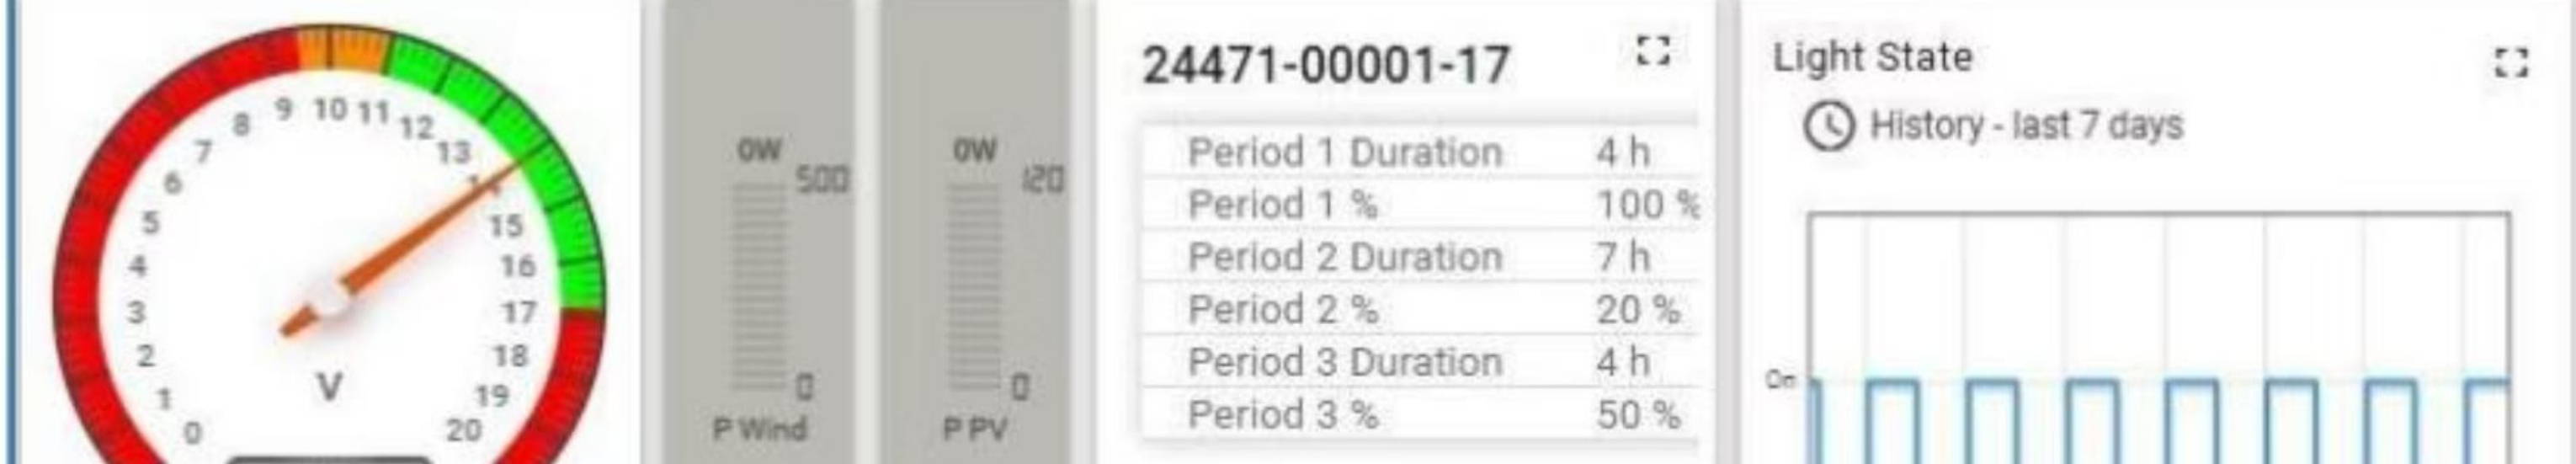 0
1
2
3
4
5
6
7
8
9
10
11
12
13
15
16
17
18
19
20
V
0W
500
0
P Wind
0W
120
0
P PV
24471-00001-17
Period 1 Duration 4 h
Period 1 % 100 %
Period 2 Duration 7 h
Period 2 % 20 %
Period 3 Duration 4 h
Period 3 % 50 %
Light State
History - last 7 days
On